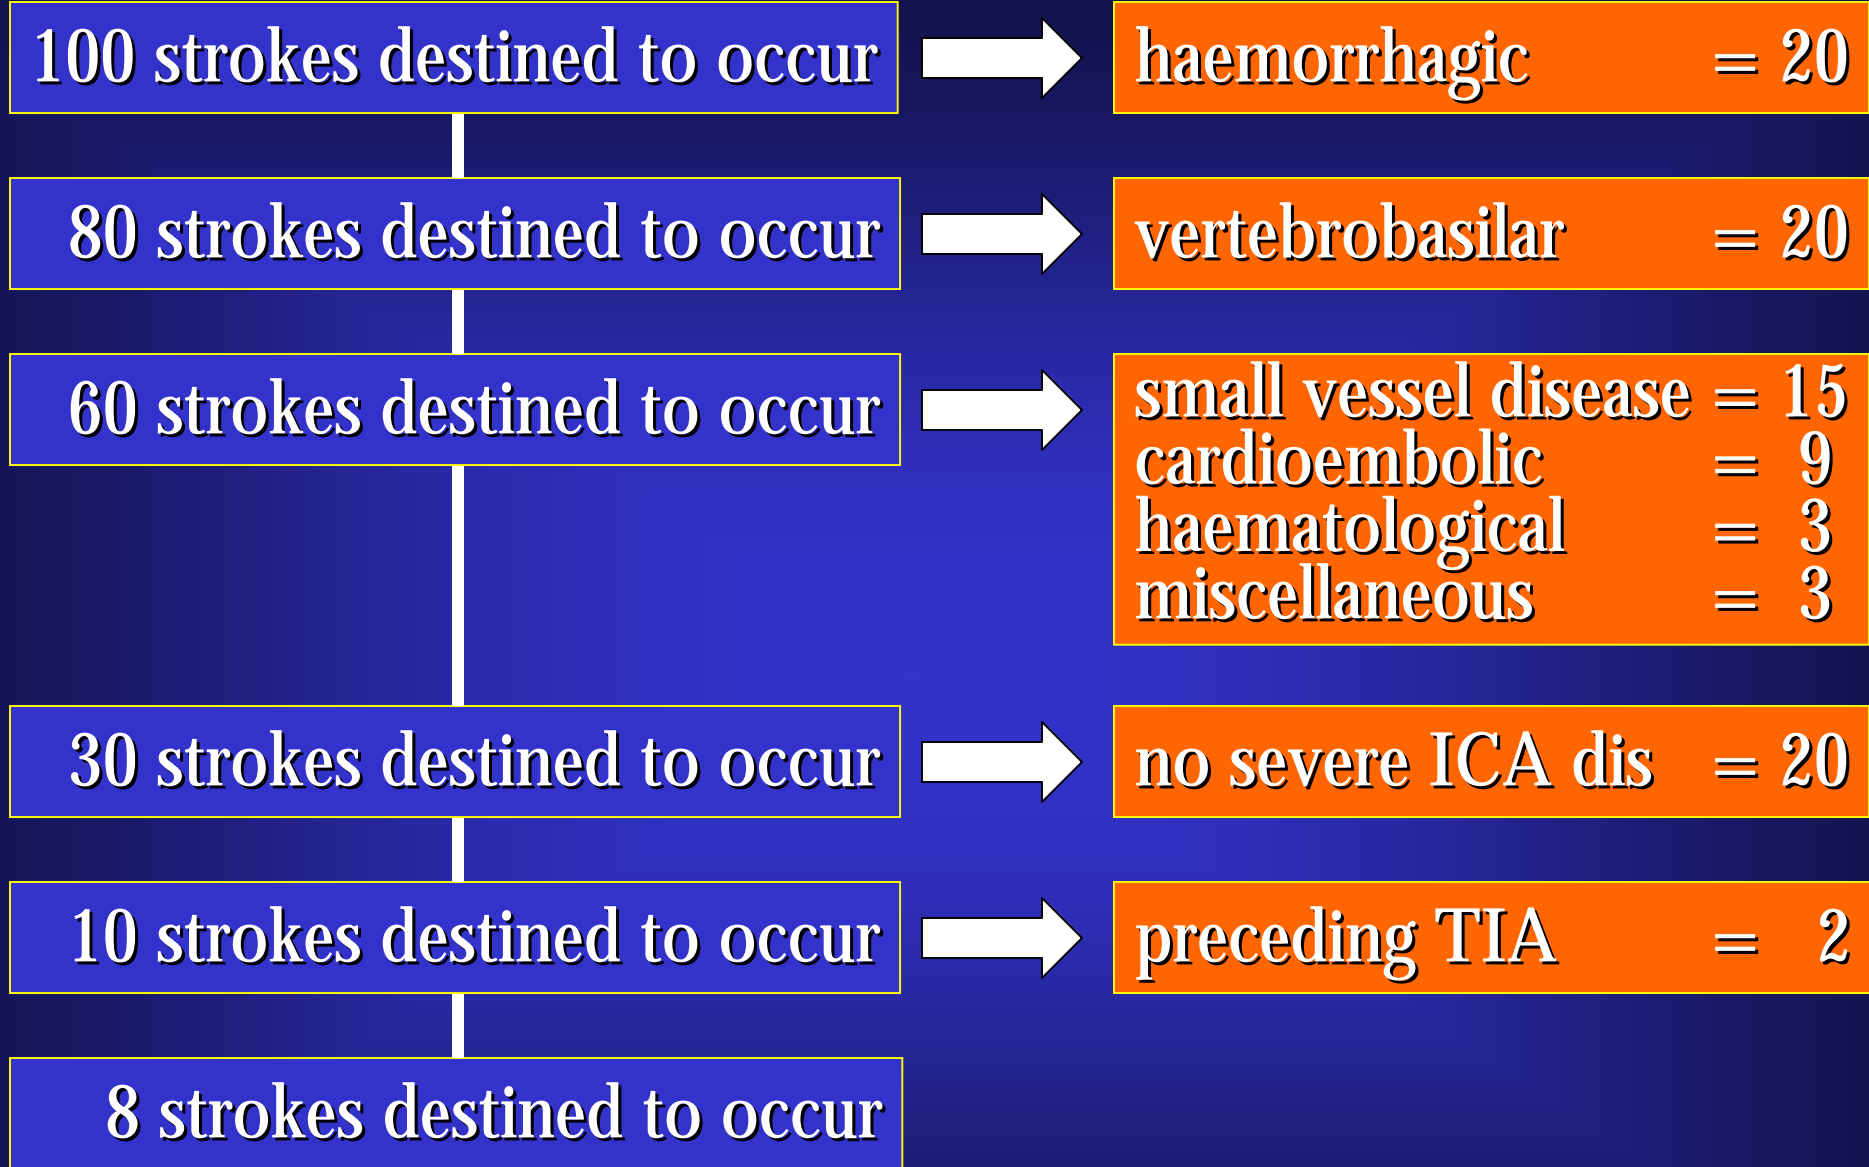 100 strokes destined to occur
haemorrhagic = 20
80 strokes destined to occur
vertebrobasilar = 20
60 strokes destined to occur
small vessel disease = 15
cardioembolic = 9
haematological = 3
miscellaneous = 3
30 strokes destined to occur
no severe ICA dis = 20
10 strokes destined to occur
preceding TIA = 2
8 strokes destined to occur